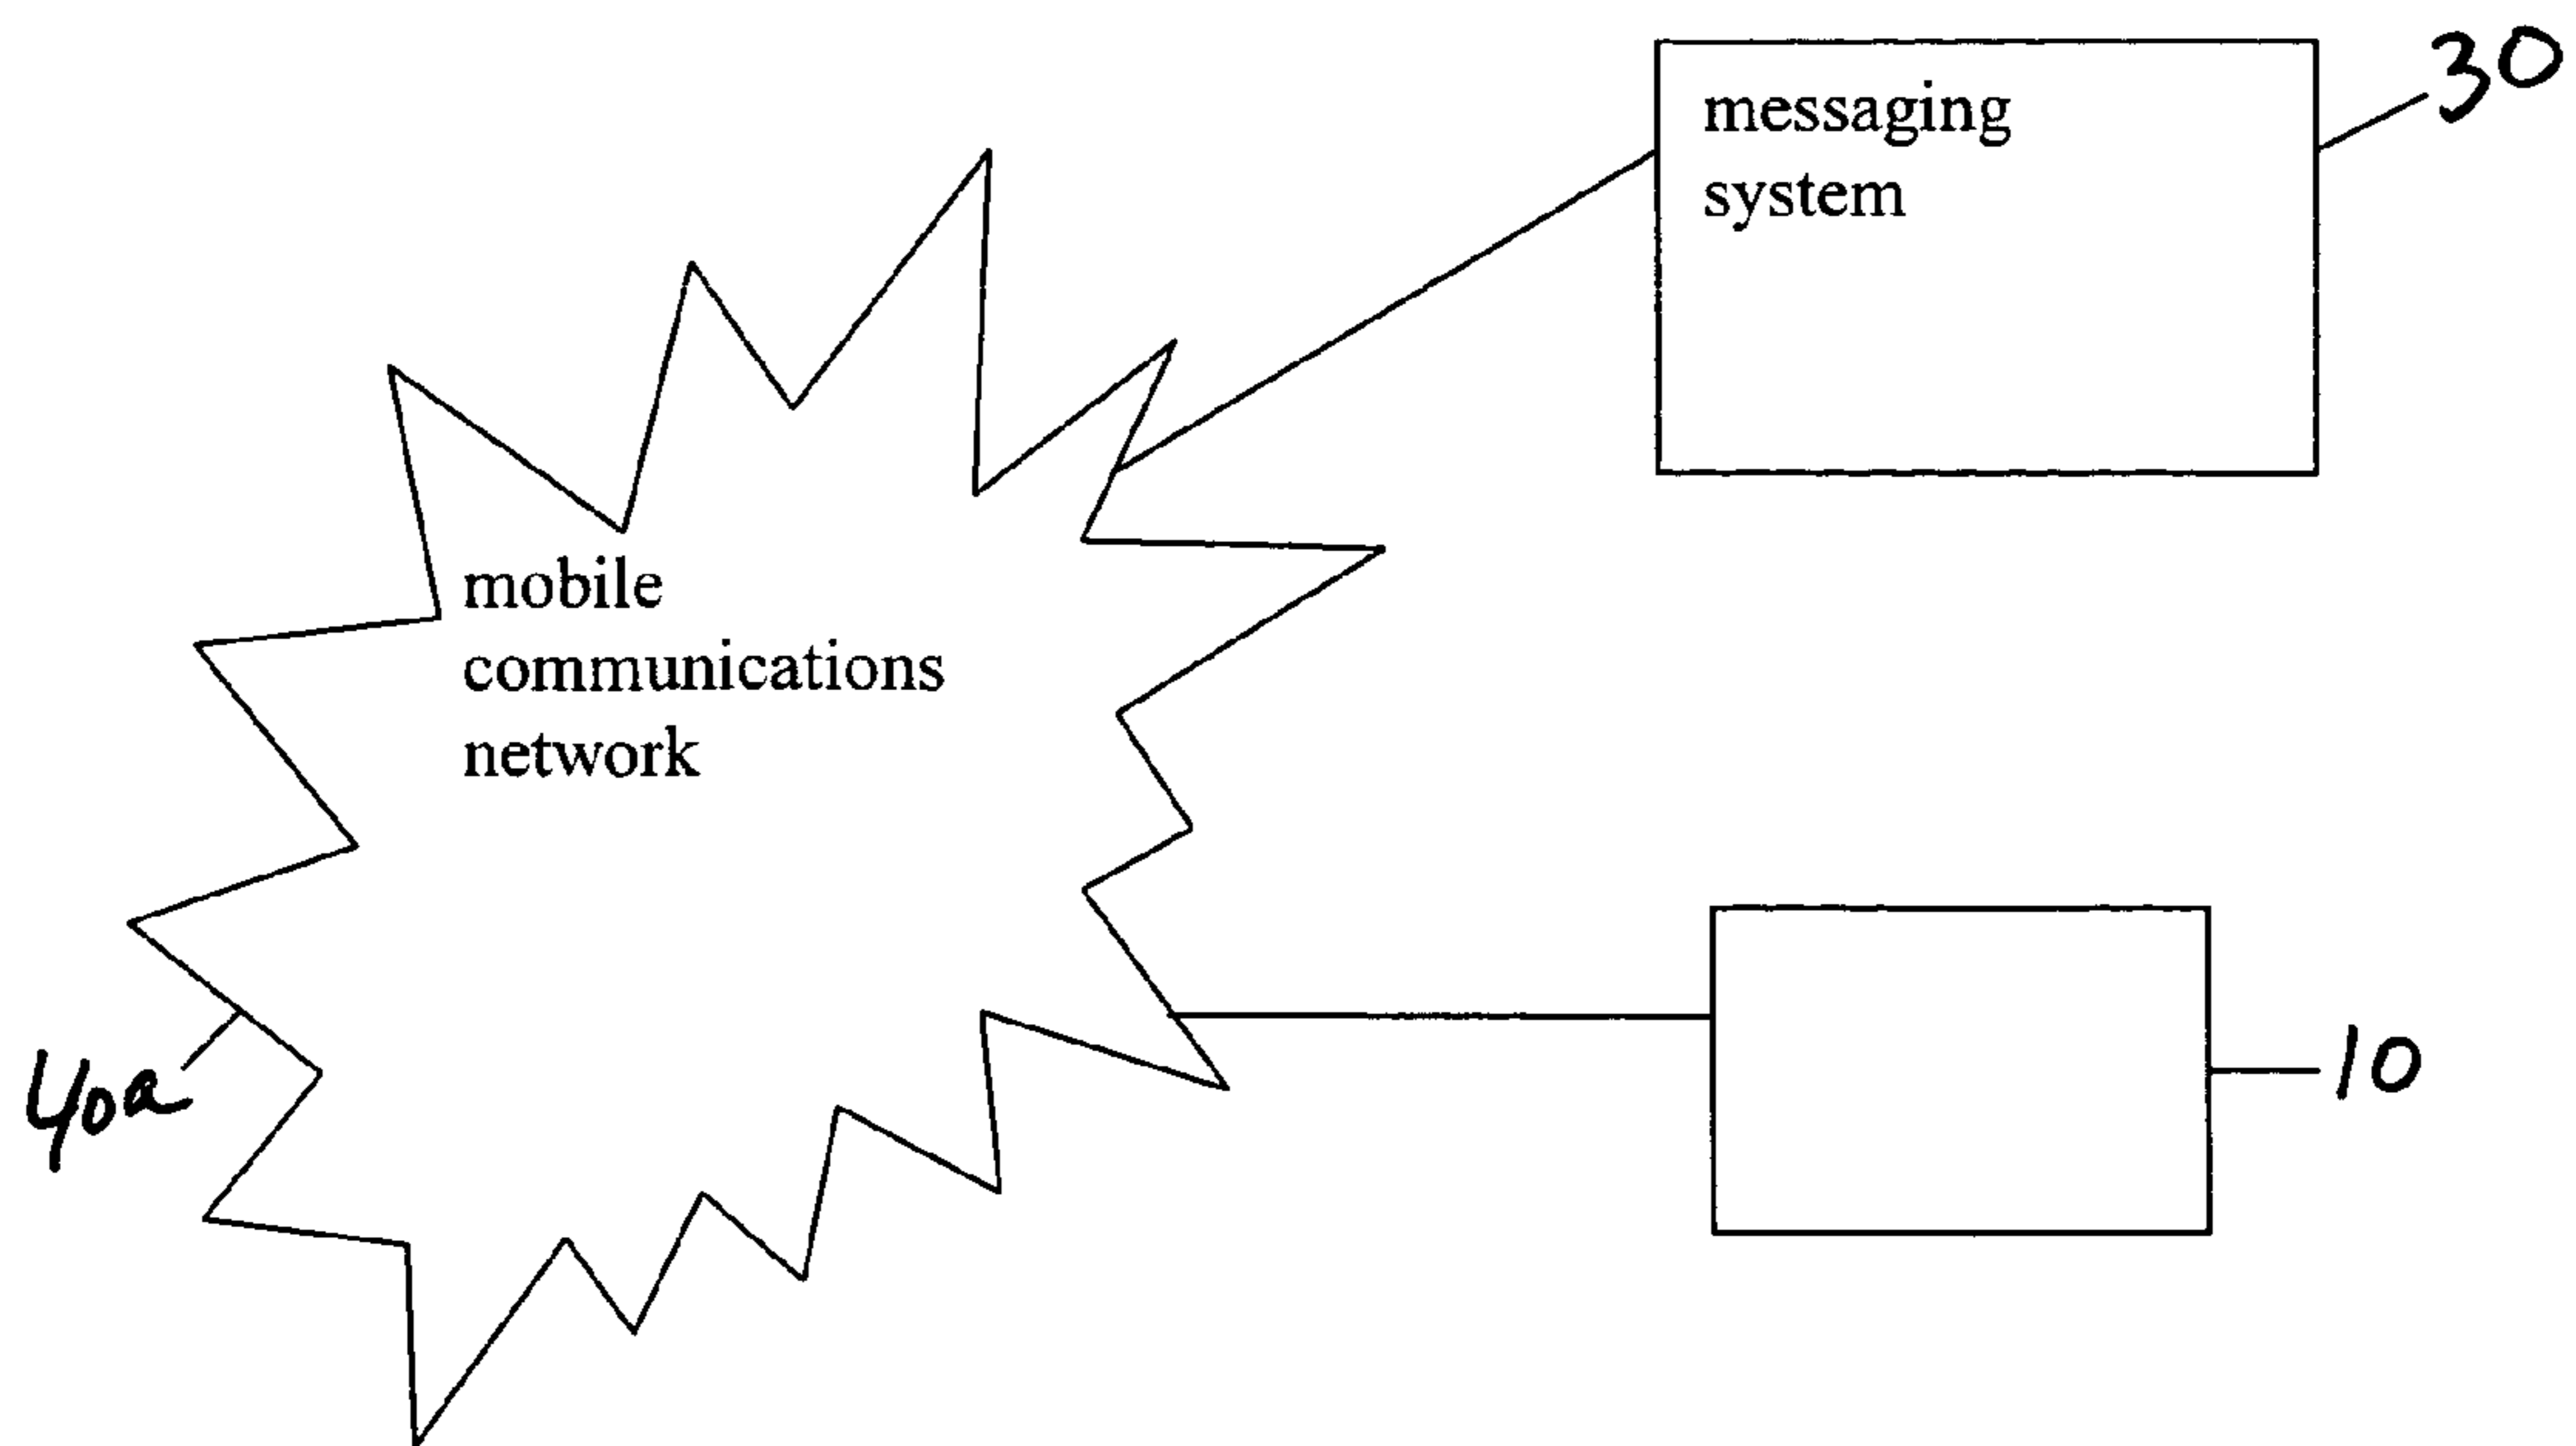 messaging
system
30
mobile
communications
network
40a
10